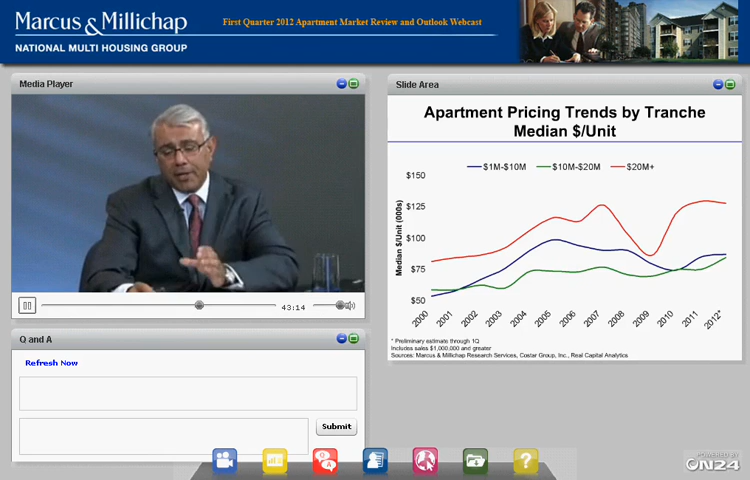 Marcus & Millichap
NATIONAL MULTI HOUSING GROUP
First Quarter 2012 Apartment Market Review and Outlook Webcast
Media Player
43:14
Q and A
Refresh Now
Submit
Slide Area
Apartment Pricing Trends by Tranche
Median $/Unit
$1M-$10M $10M-$20M $20M+
Median $/Unit (000s)
$150
$125
$100
$75
$50
2000 2001 2002 2003 2004 2005 2006 2007 2008 2009 2010 2011 2012*
* Preliminary estimate through 1Q
Includes sales $1,000,000 and greater
Sources: Marcus & Millichap Research Services, Costar Group, Inc., Real Capital Analytics
Q
A
?
POWERED BY
ON24